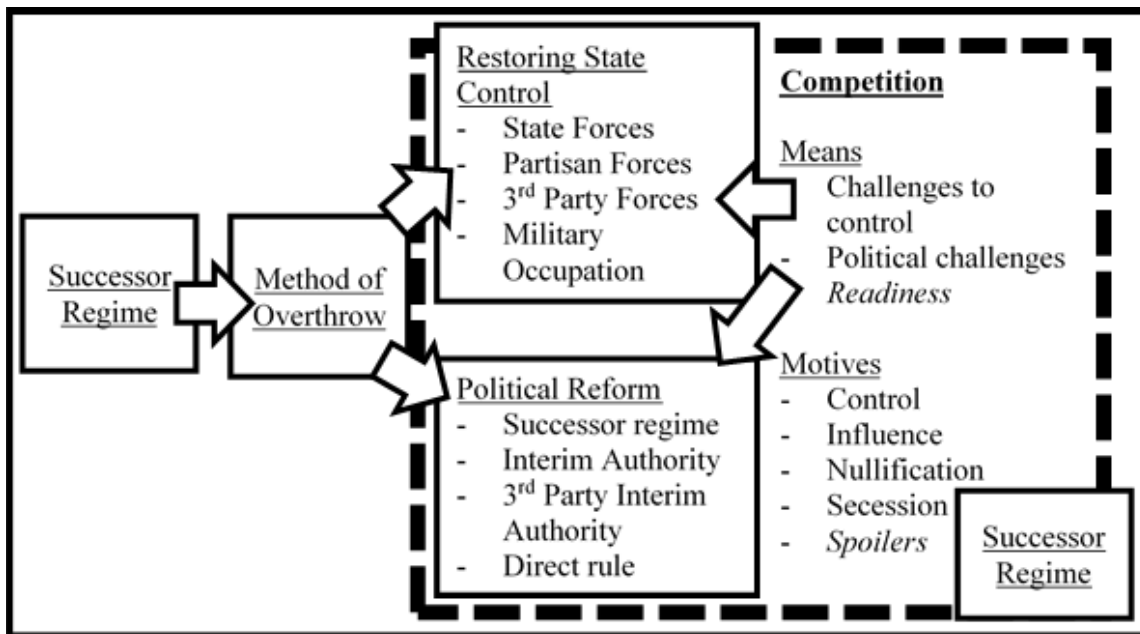 Successor
Regime
Method of
Overthrow
Restoring State
Control
- State Forces
- Partisan Forces
- 3rd Party Forces
- Military
Occupation
Political Reform
- Successor regime
- Interim Authority
- 3rd Party Interim
Authority
- Direct rule
Competition
Means
- Challenges to
control
- Political challenges
Readiness
Motives
- Control
- Influence
- Nullification
- Secession
- Spoilers
Successor
Regime